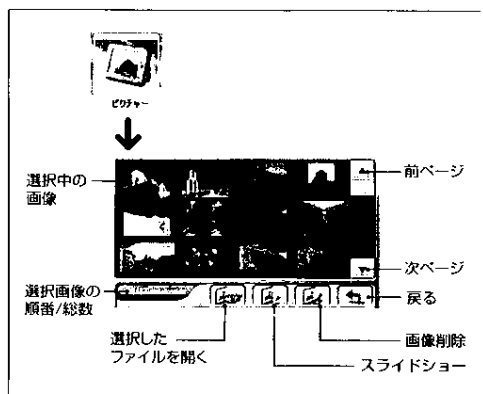 ピクチャー
選択中の
画像
前ページ
次ページ
選択画像の
順番/総数
戻る
選択した
ファイルを開く
画像削除
スライドショー